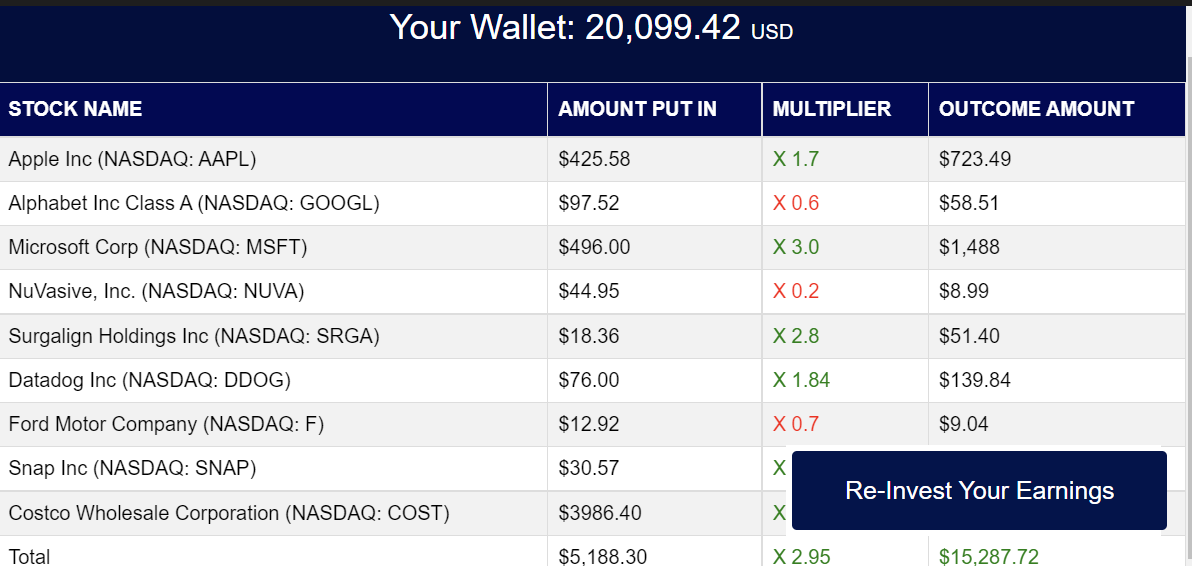 Your Wallet: 20,099.42 USD
STOCK NAME AMOUNT PUT IN MULTIPLIER OUTCOME AMOUNT
Apple Inc (NASDAQ: AAPL) $425.58 X 1.7 $723.49
Alphabet Inc Class A (NASDAQ: GOOGL) $97.52 X 0.6 $58.51
Microsoft Corp (NASDAQ: MSFT) $496.00 X 3.0 $1,488
NuVasive, Inc. (NASDAQ: NUVA) $44.95 X 0.2 $8.99
Surgalign Holdings Inc (NASDAQ: SRGA) $18.36 X 2.8 $51.40
Datadog Inc (NASDAQ: DDOG) $76.00 X 1.84 $139.84
Ford Motor Company (NASDAQ: F) $12.92 X 0.7 $9.04
Snap Inc (NASDAQ: SNAP) $30.57 X
Re-Invest Your Earnings
Costco Wholesale Corporation (NASDAQ: COST) $3986.40 X
Total $5,188.30 X 2.95 $15,287.72